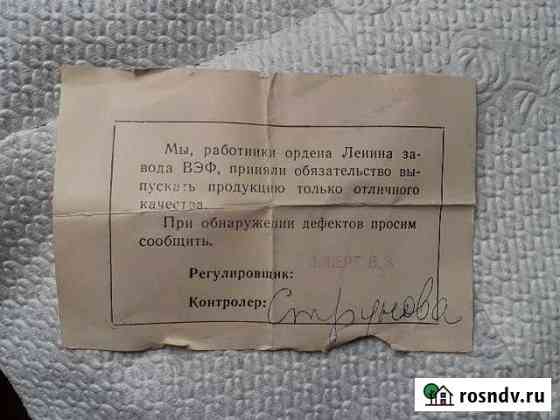 Мы, работники ордена Ленина за-
вода ВЭФ, приняли обязательство вы-
пускать продукцию только отличного
качества.
При обнаружении дефектов просим
сообщить.
Регулировщик:
Контролер:
rosndv.ru